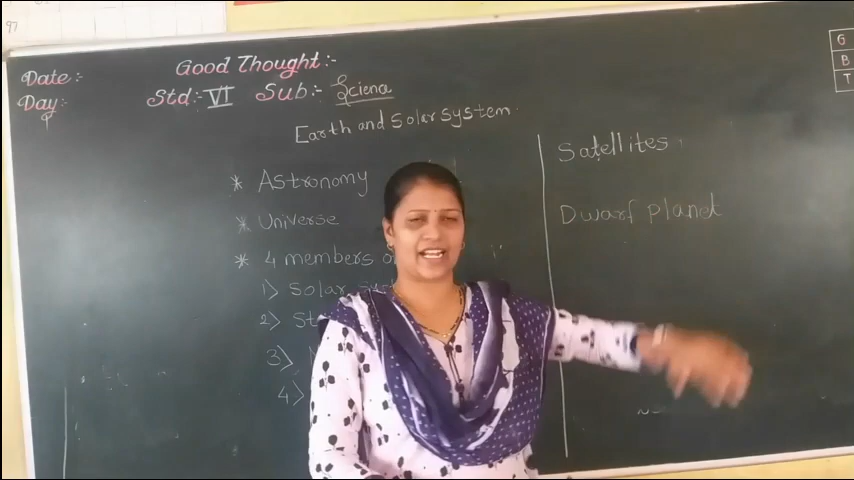 97
Date :-
Day :-
Good Thought :-
Std :- VI Sub :- Sciena
Earth and Solar system
* Astronomy
* Universe
* 4 members
1) Solar
2)
3)
4)
Satellites
Dwarf planet
G
B
T